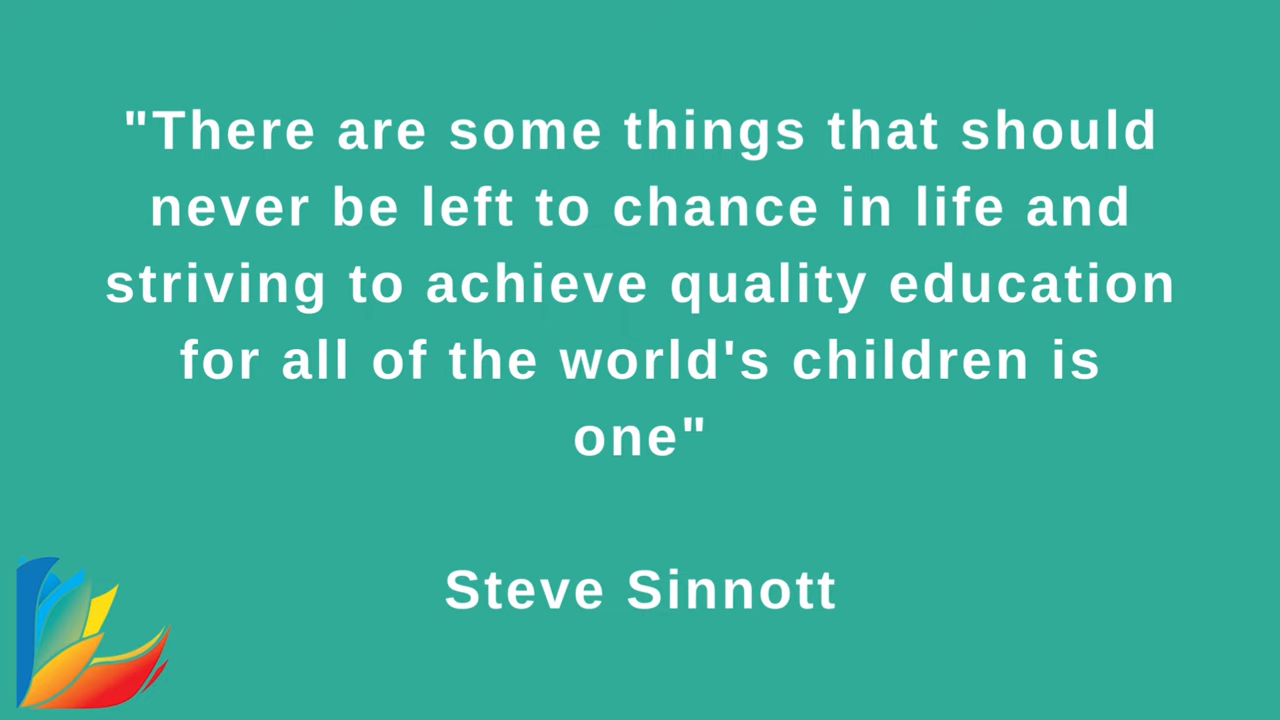 "There are some things that should
never be left to chance in life and
striving to achieve quality education
for all of the world's children is
one"
Steve Sinnott